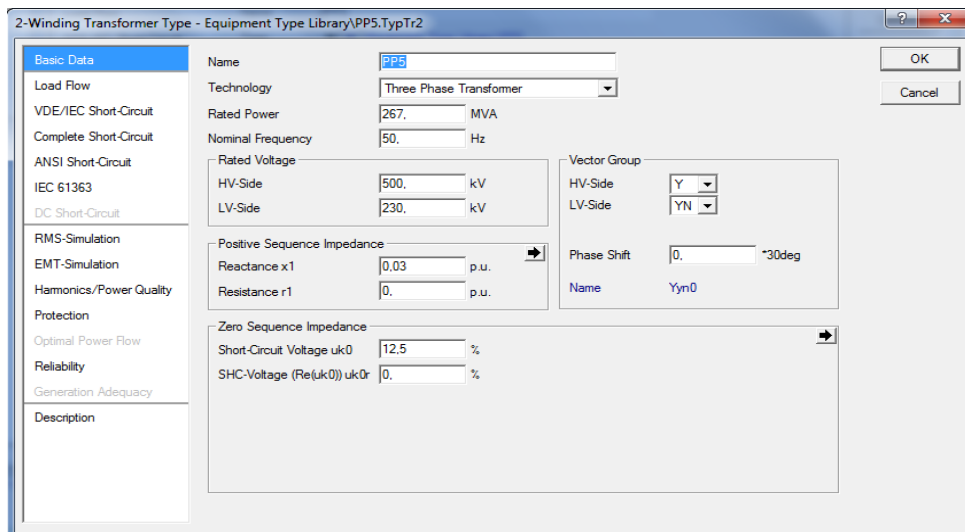 2-Winding Transformer Type - Equipment Type Library\PP5.TypTr2
Basic Data
Load Flow
VDE/IEC Short-Circuit
Complete Short-Circuit
ANSI Short-Circuit
IEC 61363
DC Short-Circuit
RMS-Simulation
EMT-Simulation
Harmonics/Power Quality
Protection
Optimal Power Flow
Reliability
Generation Adequacy
Description
Name PP5
Technology Three Phase Transformer
Rated Power 267, MVA
Nominal Frequency 50, Hz
Rated Voltage
HV-Side 500, kV
LV-Side 230, kV
Vector Group
HV-Side Y
LV-Side YN
Phase Shift 0, *30deg
Name Yyn0
Positive Sequence Impedance
Reactance x1 0,03 p.u.
Resistance r1 0, p.u.
Zero Sequence Impedance
Short-Circuit Voltage uk0 12,5 %
SHC-Voltage (Re(uk0)) uk0r 0, %
OK
Cancel